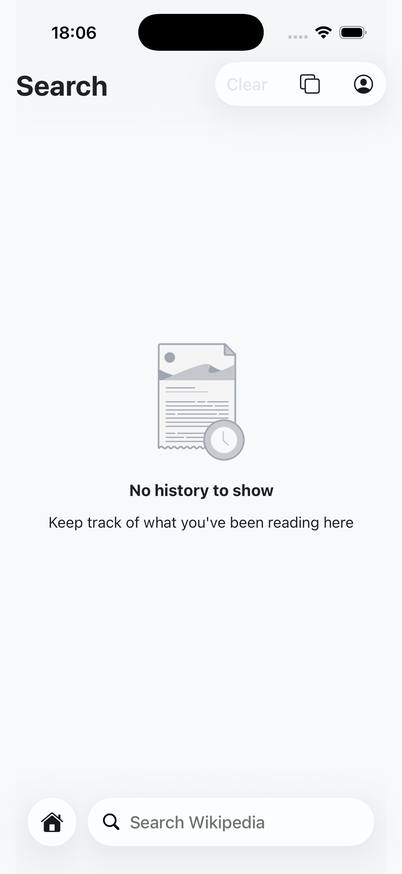 18:06
Search
Clear
No history to show
Keep track of what you've been reading here
Search Wikipedia